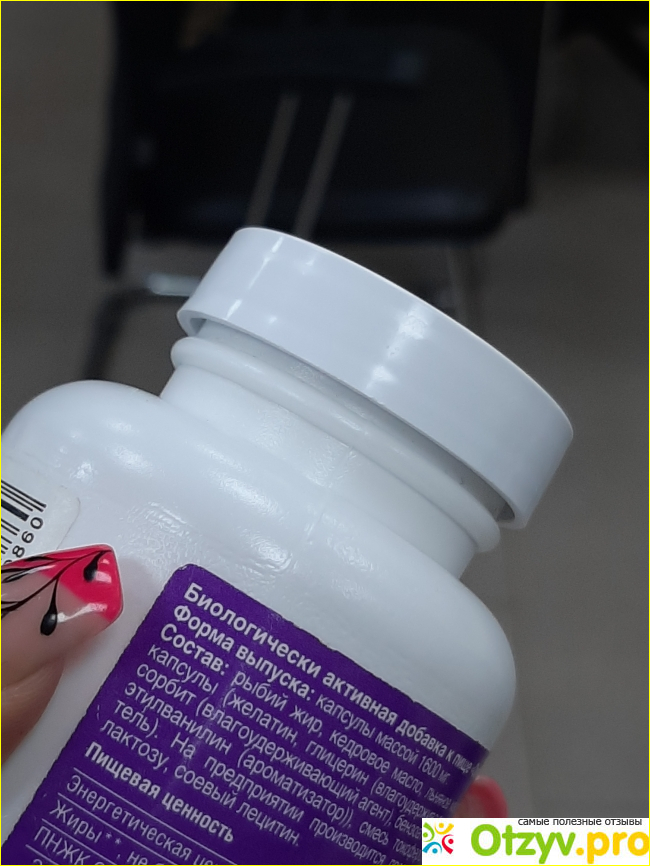 8860
Биологически активная добавка к пище
Форма выпуска: капсулы массой 1600 мг
Состав: рыбий жир, кедровое масло,
капсулы (желатин, глицерин
сорбит (влагоудерживающий агент),
этилванилин (ароматизатор)), смесь
тель). На предприятии производится
лактозу, соевый лецитин.
Пищевая ценность
Энергетическая
Жиры**, не
ПНЖК
самые полезные отзывы
Otzyv.pro